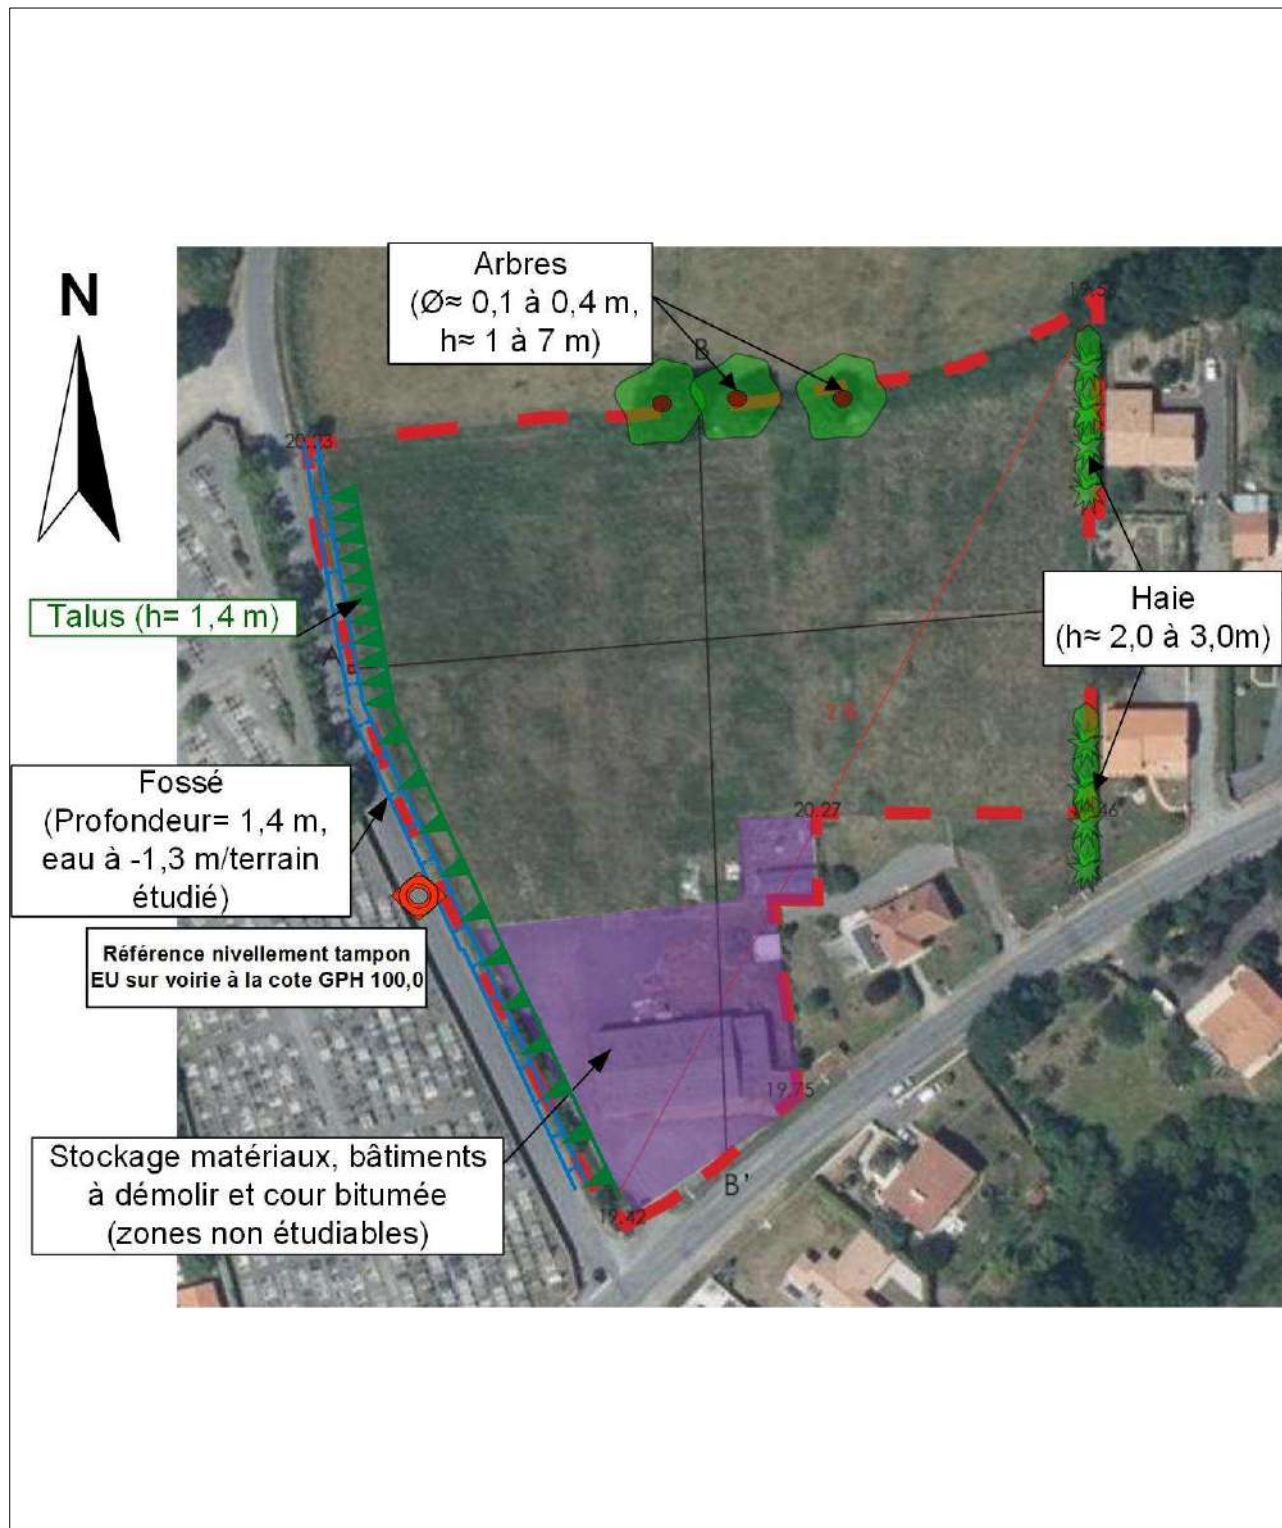 N
Arbres
(Ø≈ 0,1 à 0,4 m,
h≈ 1 à 7 m)
B
20.27
Talus (h= 1,4 m)
Haie
(h≈ 2,0 à 3,0m)
Fossé
(Profondeur= 1,4 m,
eau à -1,3 m/terrain
étudié)
Référence nivellement tampon
EU sur voirie à la cote GPH 100,0
19.75
Stockage matériaux, bâtiments
à démolir et cour bitumée
(zones non étudiables)
B'
19.42